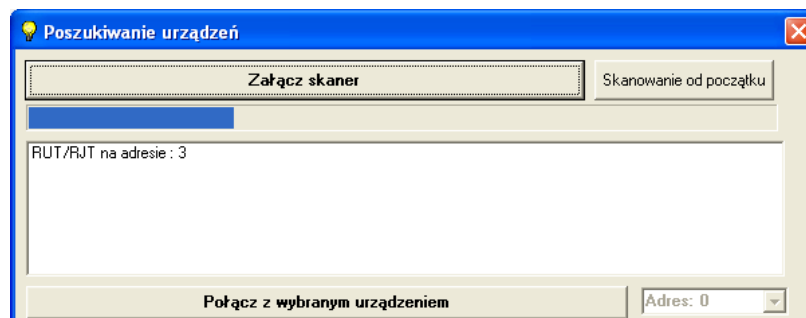 Poszukiwanie urządzeń
Załącz skaner
Skanowanie od początku
RUT/RJT na adresie : 3
Połącz z wybranym urządzeniem
Adres: 0